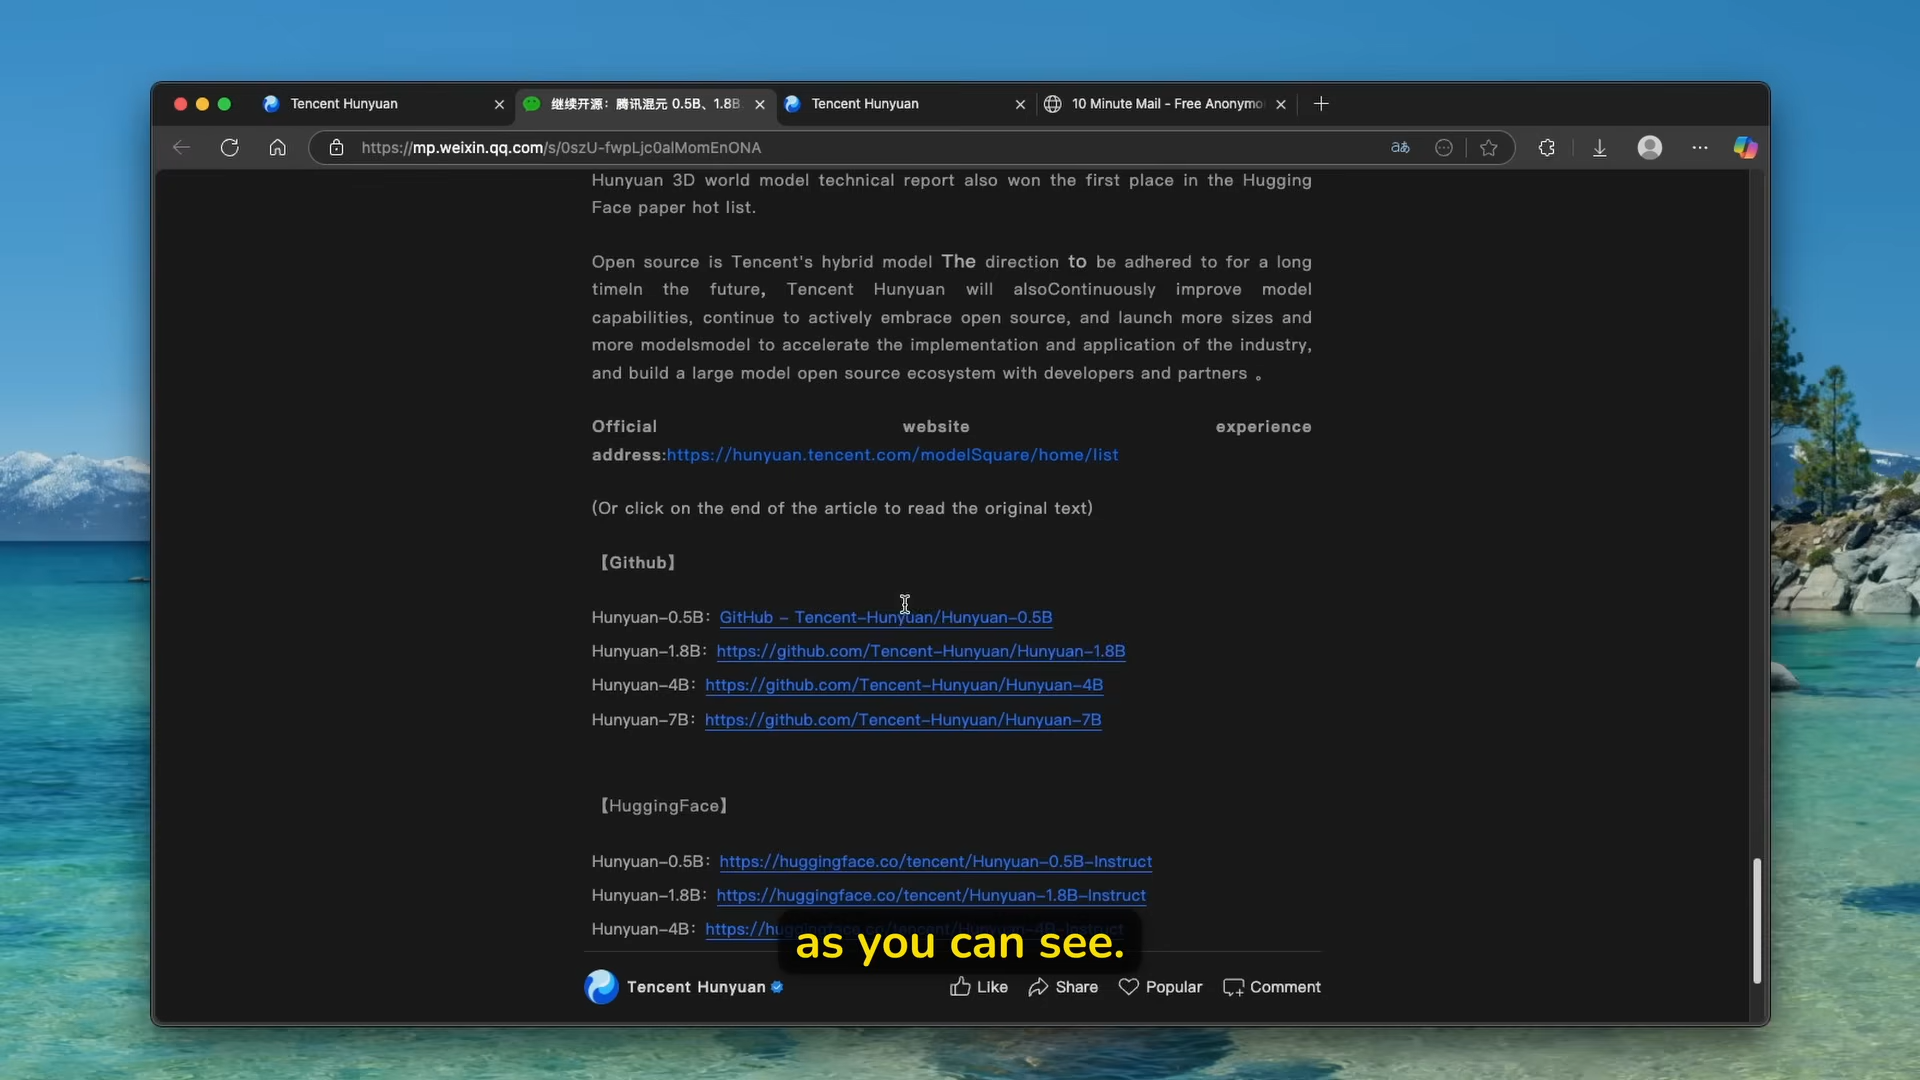 Tencent Hunyuan
继续开源：腾讯混元 0.5B、1.8B
Tencent Hunyuan
10 Minute Mail - Free Anonymo
https://mp.weixin.qq.com/s/0szU-fwpLjc0alMomEnONA
Hunyuan 3D world model technical report also won the first place in the Hugging
Face paper hot list.
Open source is Tencent's hybrid model The direction to be adhered to for a long
timeIn the future, Tencent Hunyuan will alsoContinuously improve model
capabilities, continue to actively embrace open source, and launch more sizes and
more modelsmodel to accelerate the implementation and application of the industry,
and build a large model open source ecosystem with developers and partners 。
Official website experience
address:https://hunyuan.tencent.com/modelSquare/home/list
(Or click on the end of the article to read the original text)
【Github】
Hunyuan-0.5B: GitHub - Tencent-Hunyuan/Hunyuan-0.5B
Hunyuan-1.8B: https://github.com/Tencent-Hunyuan/Hunyuan-1.8B
Hunyuan-4B: https://github.com/Tencent-Hunyuan/Hunyuan-4B
Hunyuan-7B: https://github.com/Tencent-Hunyuan/Hunyuan-7B
【HuggingFace】
Hunyuan-0.5B: https://huggingface.co/tencent/Hunyuan-0.5B-Instruct
Hunyuan-1.8B: https://huggingface.co/tencent/Hunyuan-1.8B-Instruct
Hunyuan-4B: https://huggingface.co/tencent/Hunyuan-4B-Instruct
as you can see.
Tencent Hunyuan Like Share Popular Comment